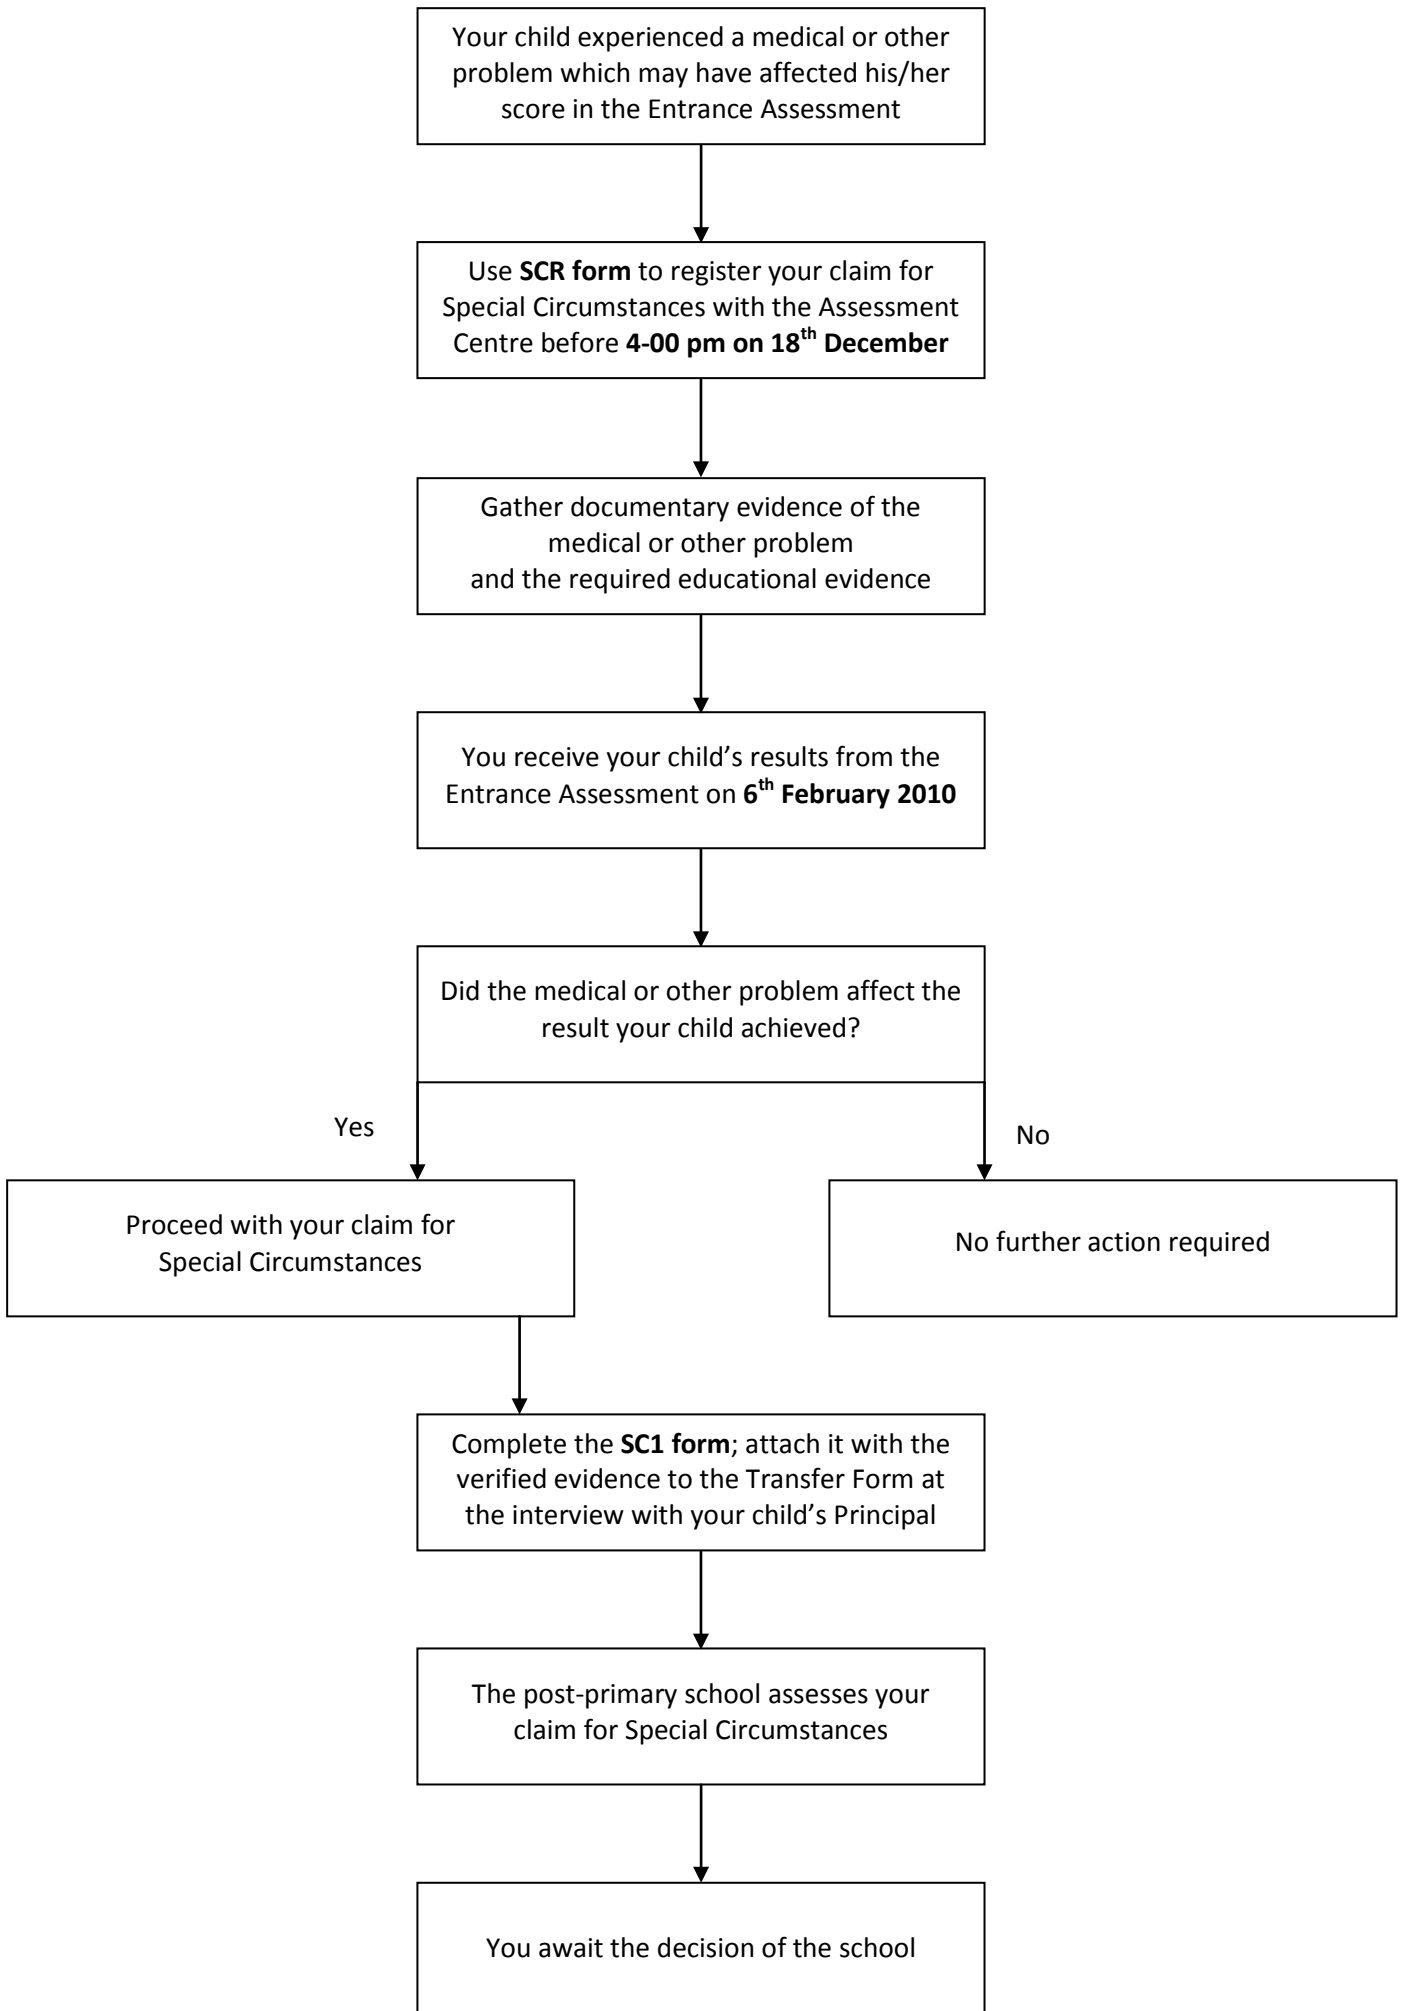 Your child experienced a medical or other
problem which may have affected his/her
score in the Entrance Assessment
Use SCR form to register your claim for
Special Circumstances with the Assessment
Centre before 4-00 pm on 18th December
Gather documentary evidence of the
medical or other problem
and the required educational evidence
You receive your child’s results from the
Entrance Assessment on 6th February 2010
Did the medical or other problem affect the
result your child achieved?
Yes
No
Proceed with your claim for
Special Circumstances
No further action required
Complete the SC1 form; attach it with the
verified evidence to the Transfer Form at
the interview with your child’s Principal
The post-primary school assesses your
claim for Special Circumstances
You await the decision of the school